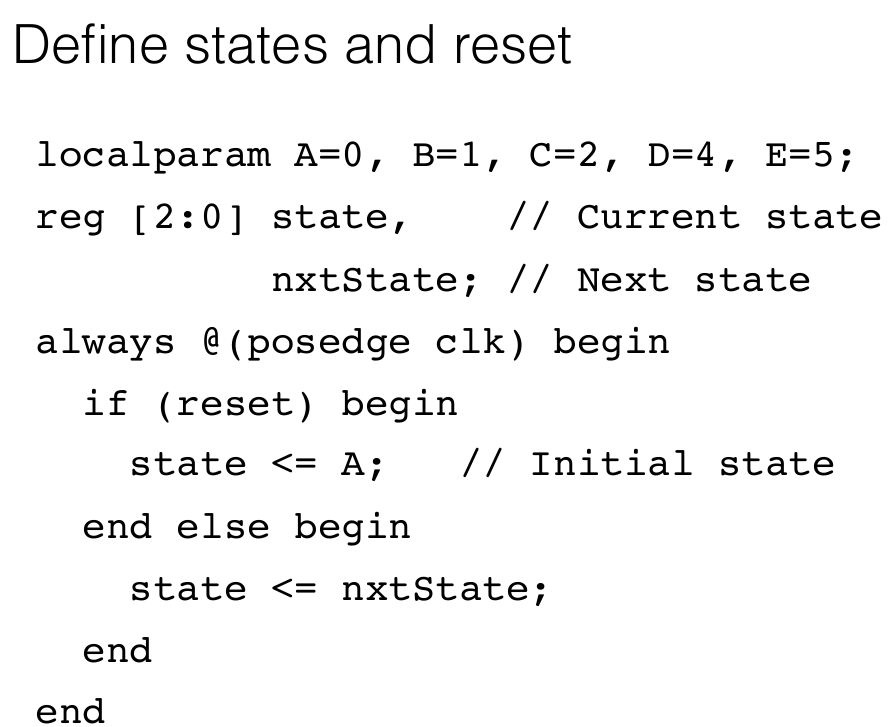 Define states and reset
localparam A=0, B=1, C=2, D=4, E=5;
reg [2:0] state,    // Current state
          nxtState; // Next state
always @(posedge clk) begin
  if (reset) begin
    state <= A;   // Initial state
  end else begin
    state <= nxtState;
  end
end